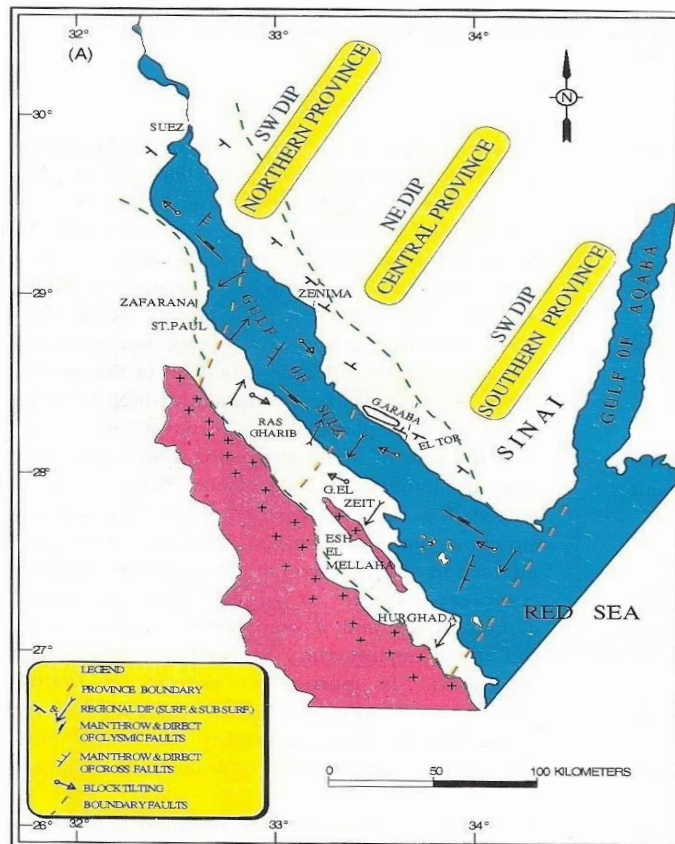 32° 33° 34°
(A)
30°
29°
28°
27°
26°
32° 33° 34°
N
SUEZ
SW DIP
NORTHERN PROVINCE
NE DIP
CENTRAL PROVINCE
SW DIP
SOUTHERN PROVINCE
GULF OF AQABA
ZENIMA
ZAFARANA
ST.PAUL
GULF
OF
SUEZ
G.ARABA
EL TOR
SINAI
RAS
GHARIB
G.EL
ZEIT
ESH
EL
MELLAHA
HURGHADA
RED SEA
LEGEND
PROVINCE BOUNDARY
& REGIONAL DIP (SURF. & SUB SURF.)
MAIN THROW & DIRECT
OF CLYSMIC FAULTS
MAIN THROW & DIRECT
OF CROSS FAULTS
BLOCK TILTING
BOUNDARY FAULTS
0 50 100 KILOMETERS